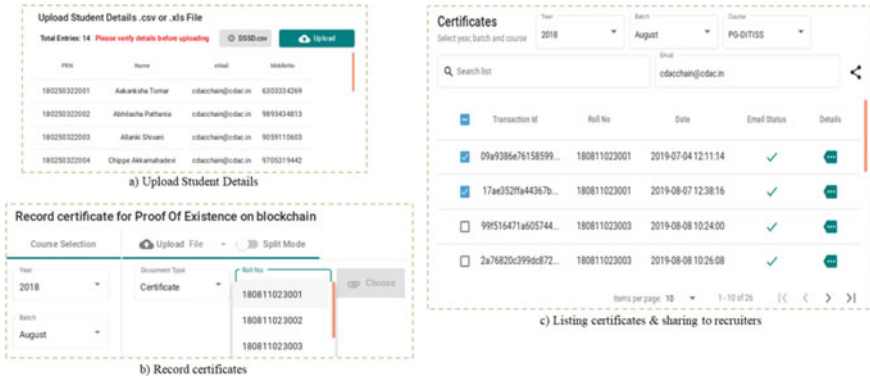 Upload Student Details .csv or .xls File
Total Entries: 14 Please verify details before uploading DSSD.csv Upload
PRN Name eMail MobileNo
180250322001 Aakanksha Tomar cdacchain@cdac.in 6303334269
180250322002 Abhilasha Pathania cdacchain@cdac.in 9893434813
180250322003 Allanki Shivani cdacchain@cdac.in 9059110603
180250322004 Chippe Akkamahadevi cdacchain@cdac.in 9705319442
a) Upload Student Details
Record certificate for Proof Of Existence on blockchain
Course Selection Upload File Split Mode
Year
2018
Document Type
Certificate
Roll No
180811023001
180811023002
180811023003
Choose
Batch
August
b) Record certificates
Certificates
Select year, batch and course
Year
2018
Batch
August
Course
PG-DITISS
Search list
Email
cdacchain@cdac.in
Transaction Id Roll No Date Email Status Details
09a9386e76158599... 180811023001 2019-07-04 12:11:14
17ae352ffa44367b... 180811023001 2019-08-07 12:38:16
99f516471a605744... 180811023003 2019-08-08 10:24:00
2a76820c399dc872... 180811023003 2019-08-08 10:26:08
Items per page: 10 1 - 10 of 26
c) Listing certificates & sharing to recruiters